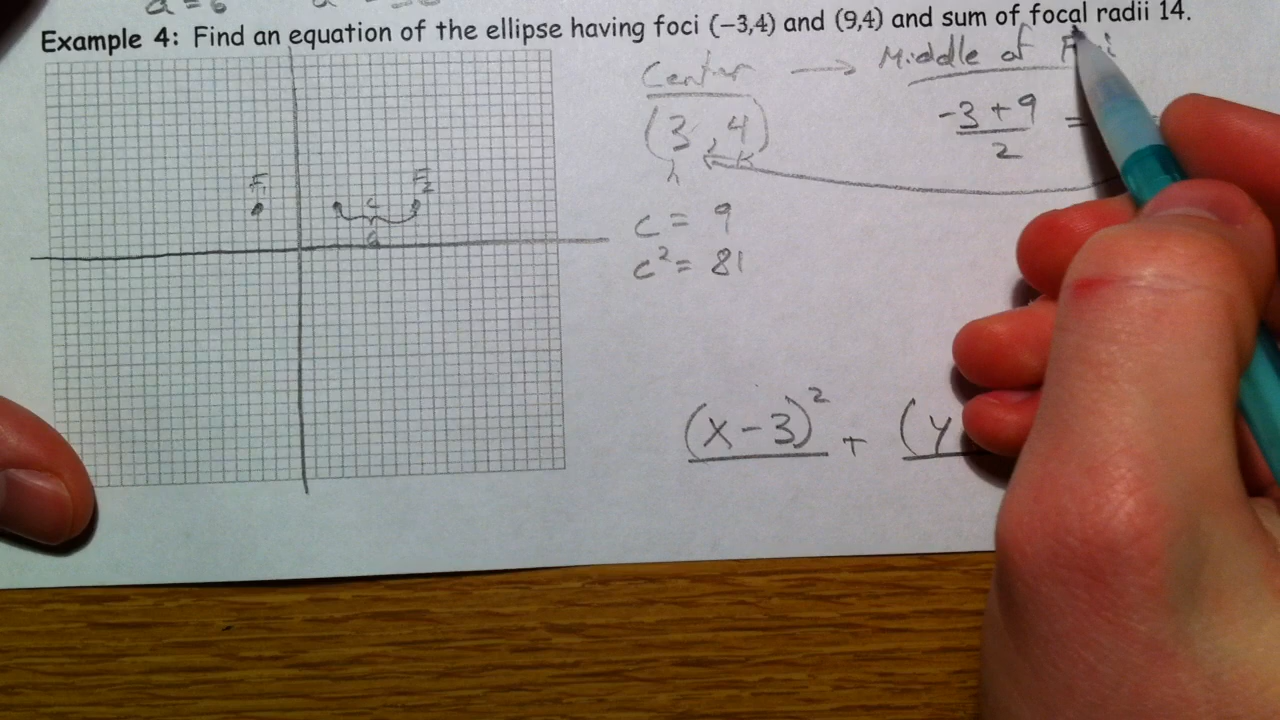 a = 6
Example 4: Find an equation of the ellipse having foci (−3,4) and (9,4) and sum of focal radii 14.
Center → Middle of
(3, 4)
h k
-3 + 9
2
=
F1 F2
c
c = 9
c² = 81
(x-3)² + (y